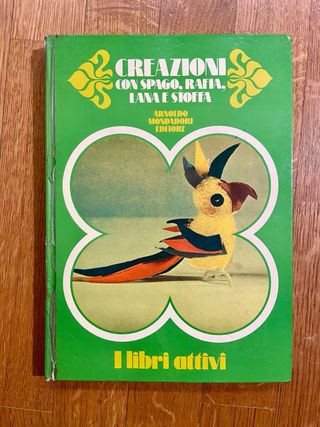 CREAZIONI
CON SPAGO, RAFIA,
LANA E STOFFA
ARNOLDO
MONDADORI
EDITORE
I libri attivi